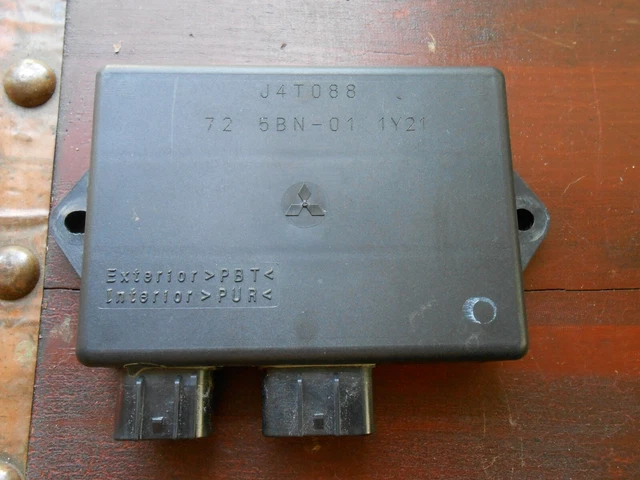 J4T088
72 5BN-01 1Y21
Exterior>PBT<
Interior>PUR<